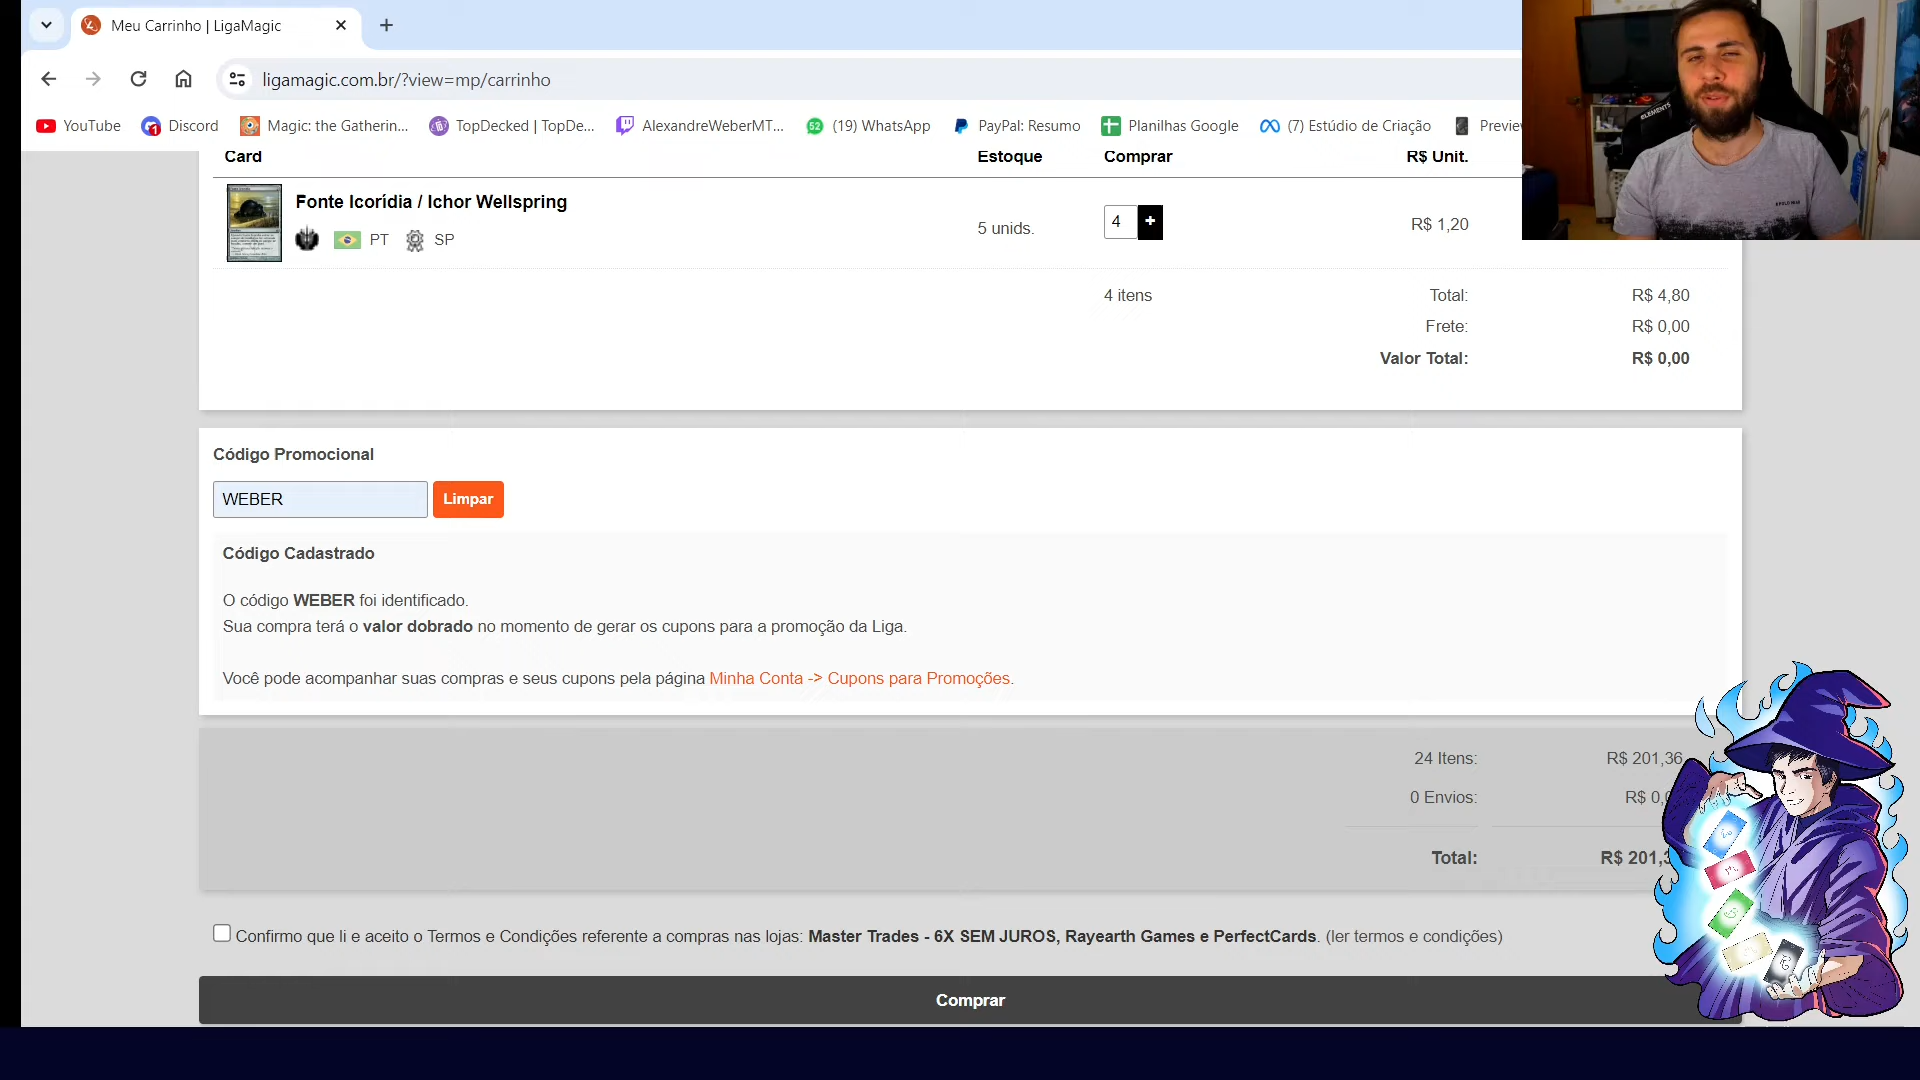 Meu Carrinho | LigaMagic
ligamagic.com.br/?view=mp/carrinho
YouTube
Discord
Magic: the Gatherin...
TopDecked | TopDe...
AlexandreWeberMT...
(19) WhatsApp
PayPal: Resumo
Planilhas Google
(7) Estúdio de Criação
Preview
Card Estoque Comprar R$ Unit.
Fonte Icorídia / Ichor Wellspring
PT SP
5 unids.
4 +
R$ 1,20
4 itens Total: R$ 4,80
Frete: R$ 0,00
Valor Total: R$ 0,00
Código Promocional
WEBER Limpar
Código Cadastrado
O código WEBER foi identificado.
Sua compra terá o valor dobrado no momento de gerar os cupons para a promoção da Liga.
Você pode acompanhar suas compras e seus cupons pela página Minha Conta -> Cupons para Promoções.
24 Itens: R$ 201,36
0 Envios: R$ 0,0
Total: R$ 201,3
Confirmo que li e aceito o Termos e Condições referente a compras nas lojas: Master Trades - 6X SEM JUROS, Rayearth Games e PerfectCards. (ler termos e condições)
Comprar